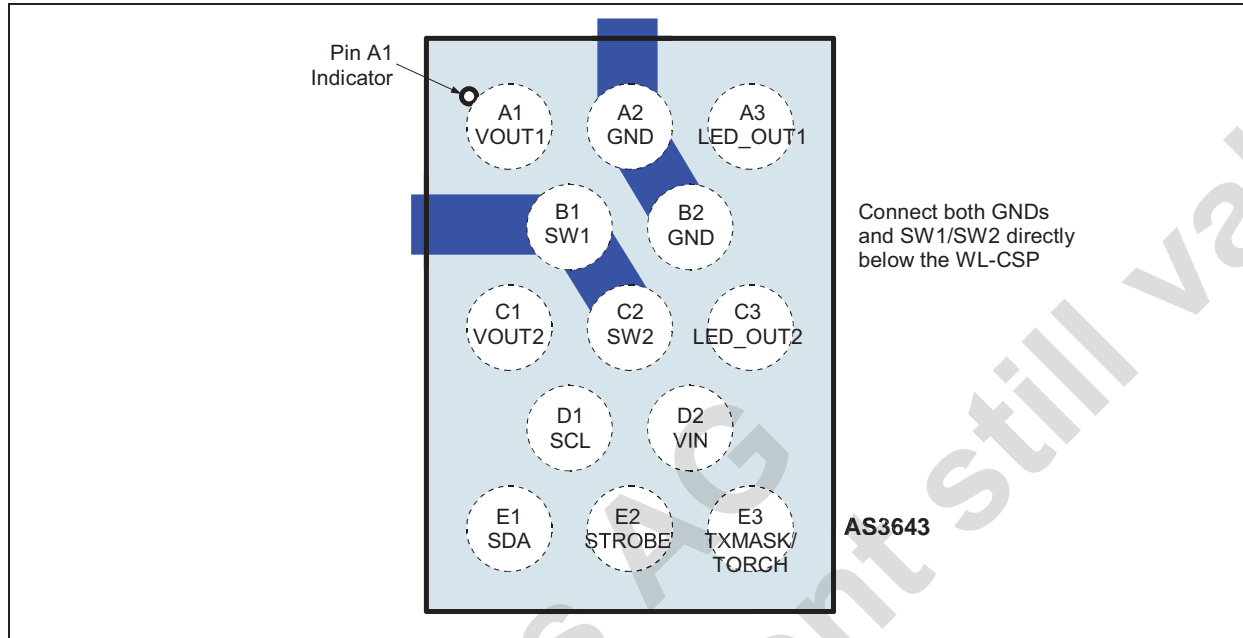 Pin A1
Indicator
A1
VOUT1
A2
GND
A3
LED_OUT1
B1
SW1
B2
GND
Connect both GNDs
and SW1/SW2 directly
below the WL-CSP
C1
VOUT2
C2
SW2
C3
LED_OUT2
D1
SCL
D2
VIN
E1
SDA
E2
STROBE
E3
TXMASK/
TORCH
AS3643
AG
still